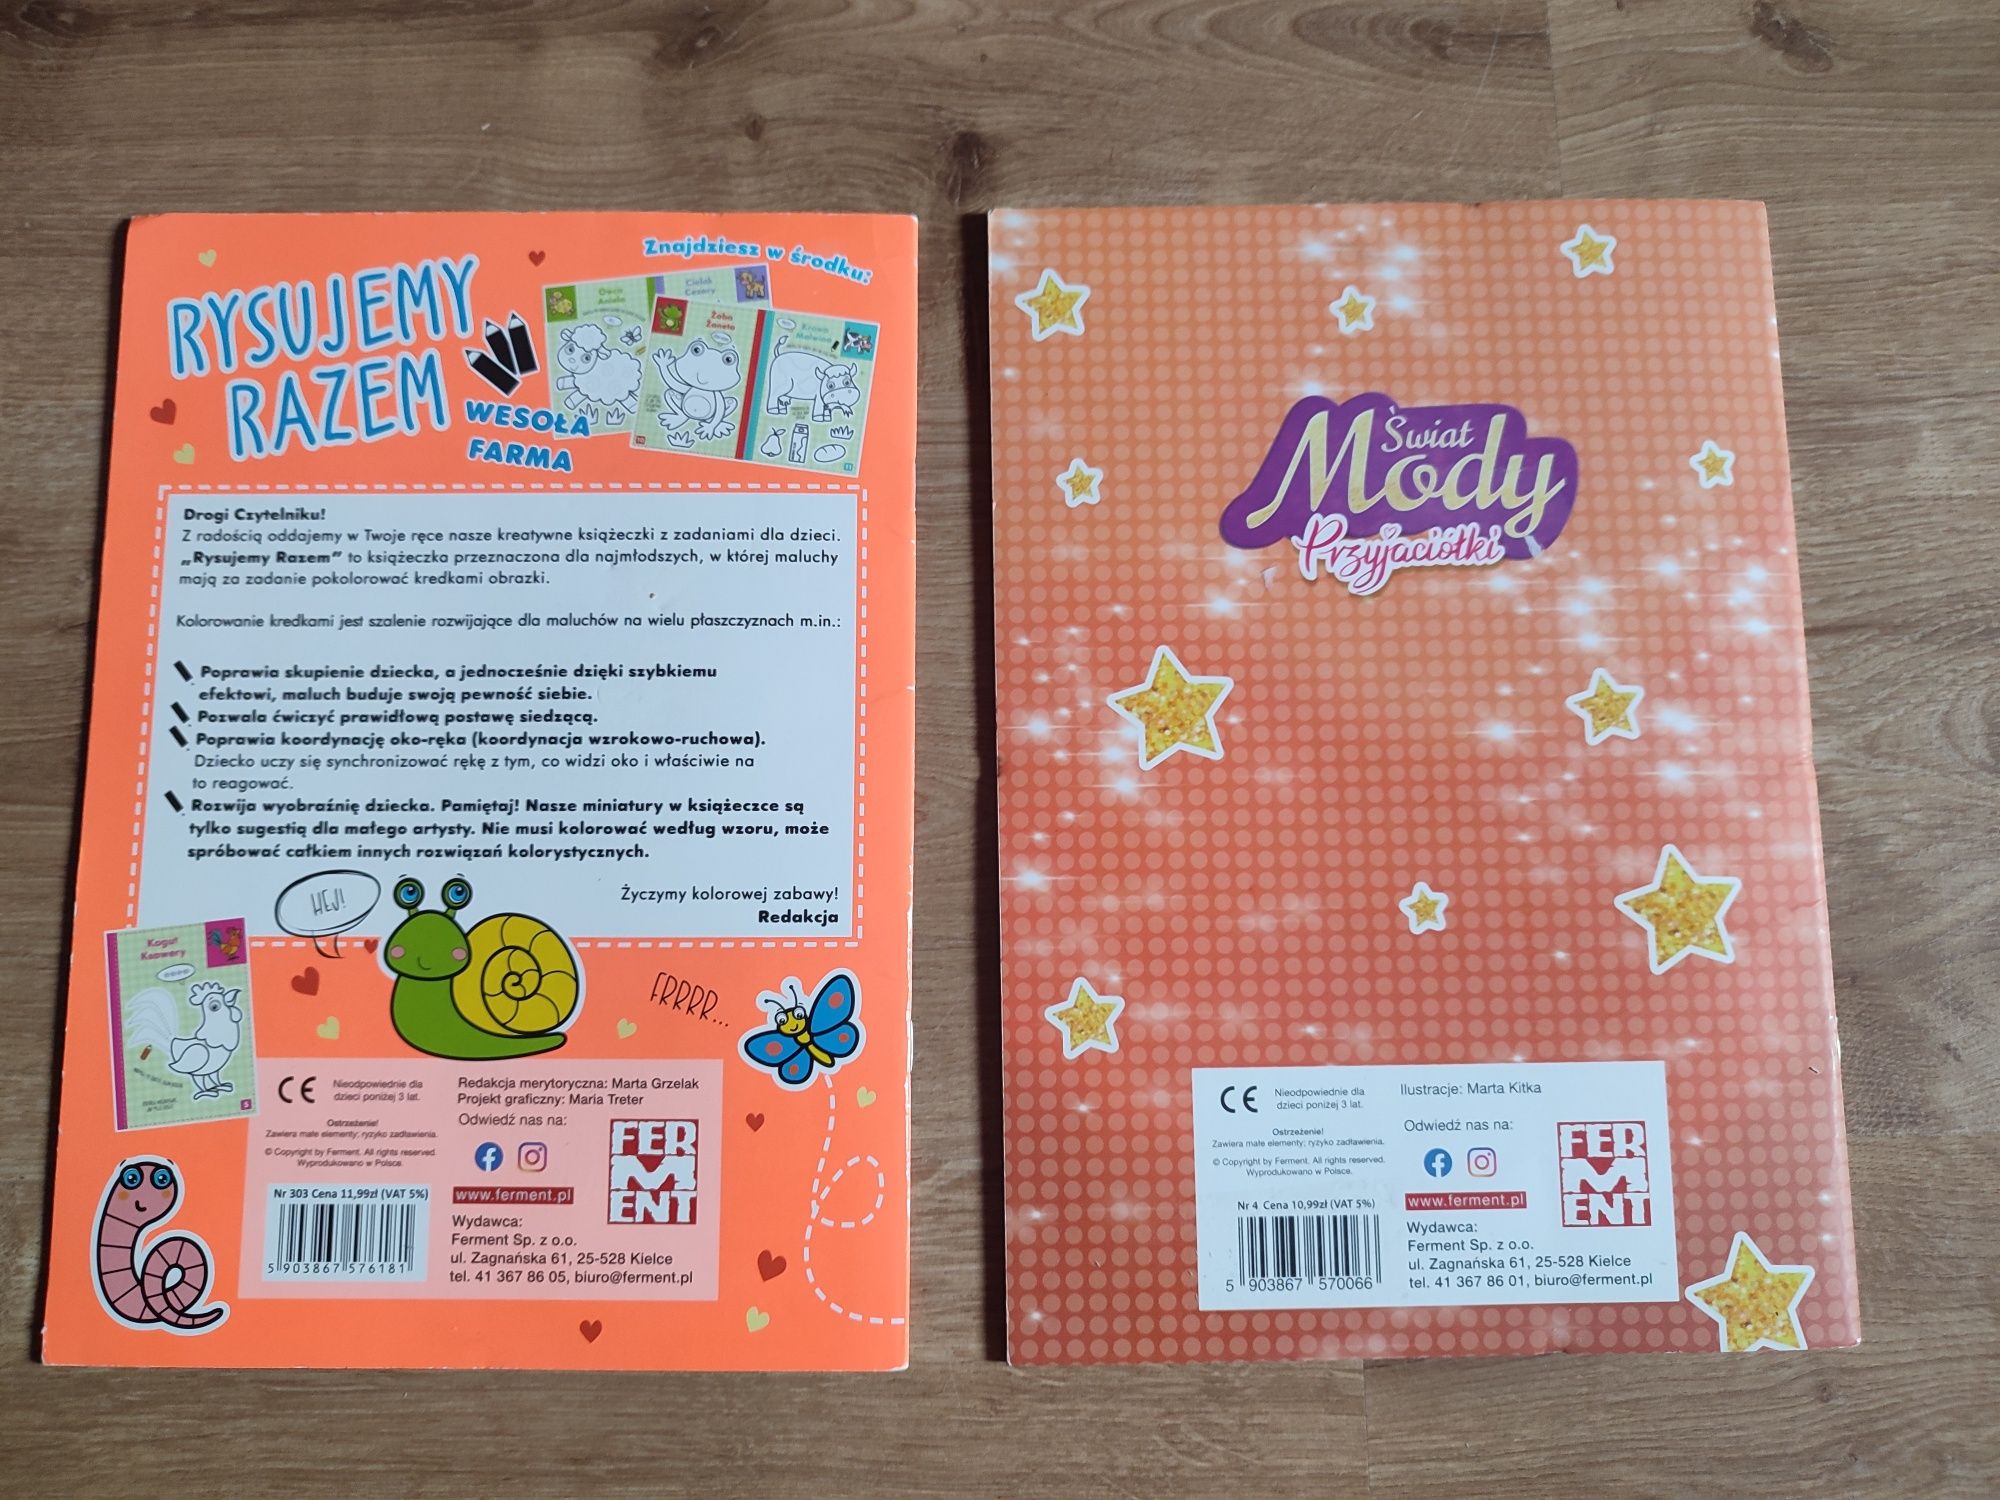 RYSUJEMY
RAZEM
WESOŁA
FARMA
Znajdziesz w środku:
Owca
Aniela
Cielak
Cezary
Żaba
Żaneta
Krowa
Malwina
10
11
Drogi Czytelniku!
Z radością oddajemy w Twoje ręce nasze kreatywne książeczki z zadaniami dla dzieci.
„Rysujemy Razem” to książeczka przeznaczona dla najmłodszych, w której maluchy
mają za zadanie pokolorować kredkami obrazki.
Kolorowanie kredkami jest szalenie rozwijające dla maluchów na wielu płaszczyznach m.in.:
Poprawia skupienie dziecka, a jednocześnie dzięki szybkiemu
efektowi, maluch buduje swoją pewność siebie.
Pozwala ćwiczyć prawidłową postawę siedzącą.
Poprawia koordynację oko-ręka (koordynacja wzrokowo-ruchowa).
Dziecko uczy się synchronizować rękę z tym, co widzi oko i właściwie na
to reagować.
Rozwija wyobraźnię dziecka. Pamiętaj! Nasze miniatury w książeczce są
tylko sugestią dla małego artysty. Nie musi kolorować według wzoru, może
spróbować całkiem innych rozwiązań kolorystycznych.
Życzymy kolorowej zabawy!
Redakcja
HEJ!
Kogut
Ksawery
5
FRRRR...
CE
Nieodpowiednie dla
dzieci poniżej 3 lat.
Ostrzeżenie!
Zawiera małe elementy; ryzyko zadławienia.
© Copyright by Ferment. All rights reserved.
Wyprodukowano w Polsce.
Nr 303 Cena 11,99zł (VAT 5%)
5 903867 576181
Redakcja merytoryczna: Marta Grzelak
Projekt graficzny: Maria Treter
Odwiedź nas na:
www.ferment.pl
FER
M
ENT
Wydawca:
Ferment Sp. z o.o.
ul. Zagnańska 61, 25-528 Kielce
tel. 41 367 86 05, biuro@ferment.pl
Świat
Mody
Przyjaciółki
CE
Nieodpowiednie dla
dzieci poniżej 3 lat.
Ostrzeżenie!
Zawiera małe elementy; ryzyko zadławienia.
© Copyright by Ferment. All rights reserved.
Wyprodukowano w Polsce.
Nr 4 Cena 10,99zł (VAT 5%)
5 903867 570066
Ilustracje: Marta Kitka
Odwiedź nas na:
www.ferment.pl
FER
M
ENT
Wydawca:
Ferment Sp. z o.o.
ul. Zagnańska 61, 25-528 Kielce
tel. 41 367 86 01, biuro@ferment.pl